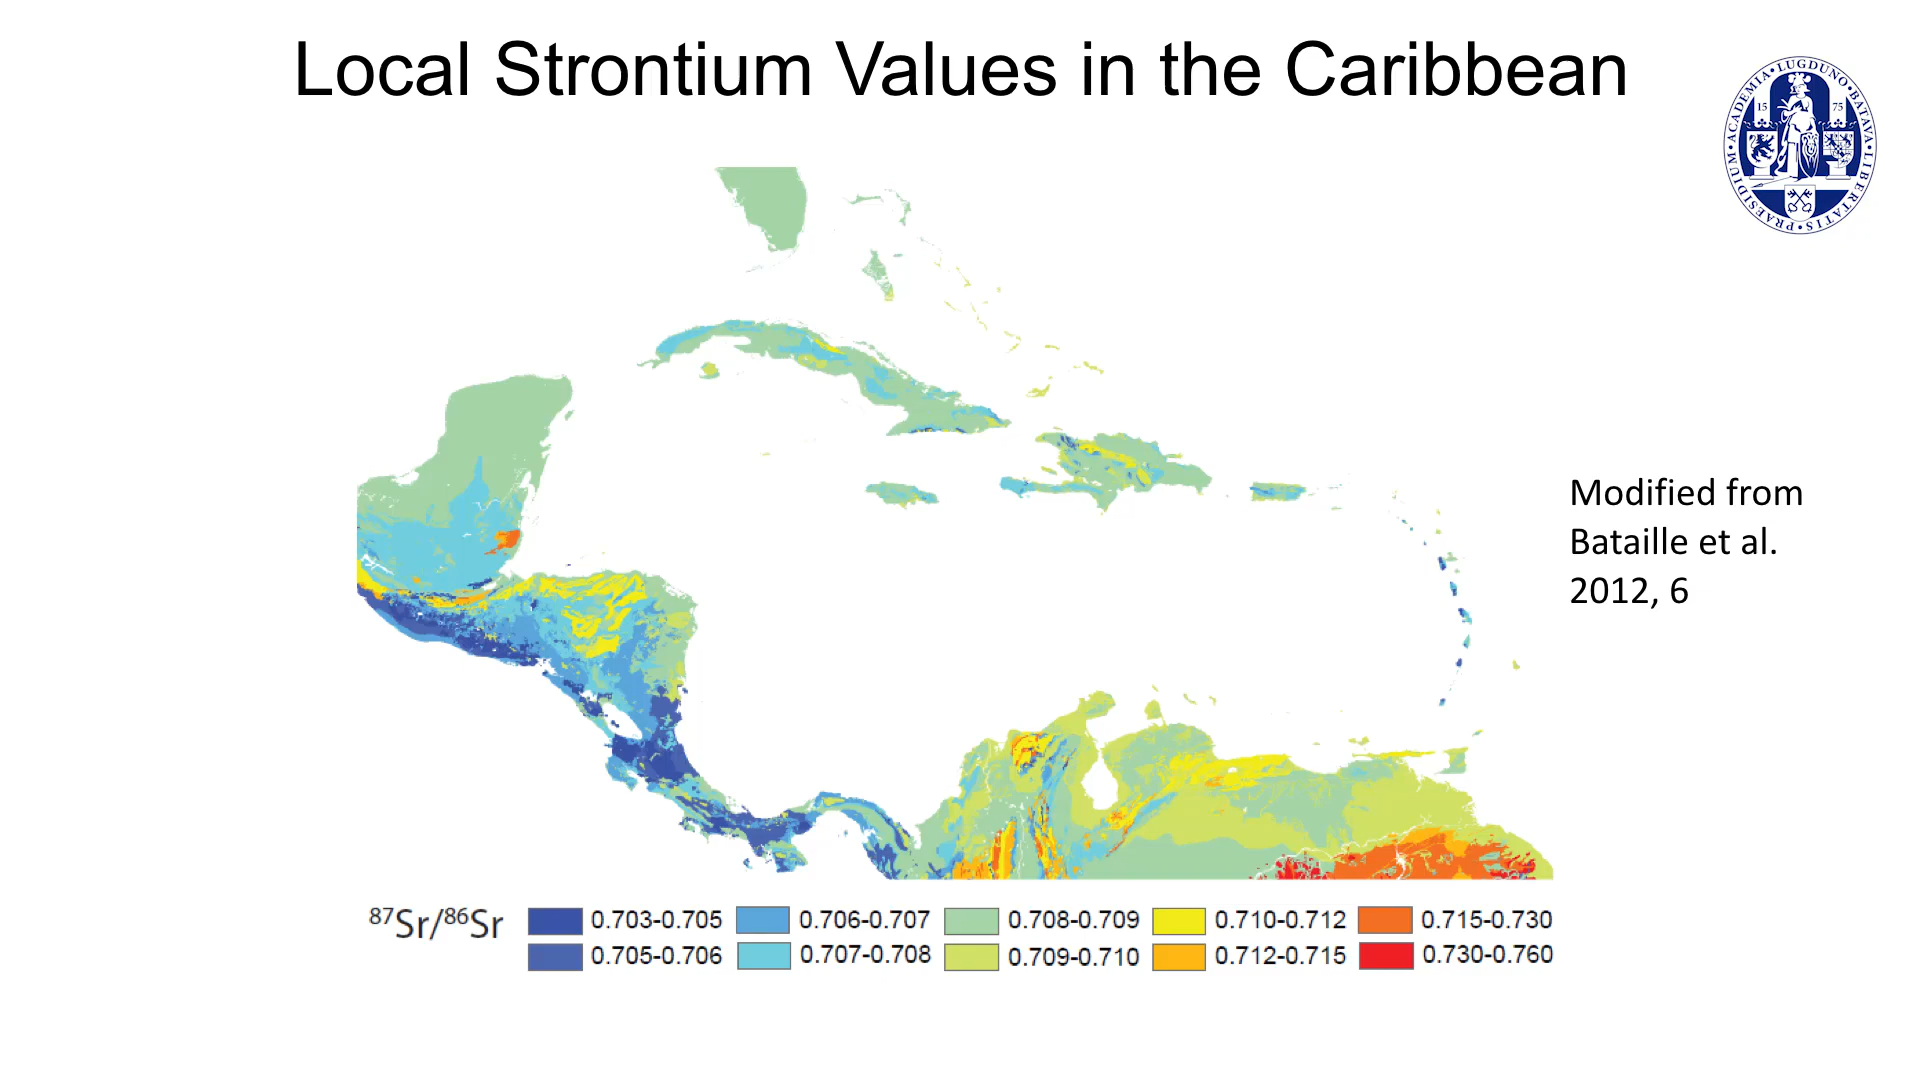 Local Strontium Values in the Caribbean
ACADEMIA•LUGDUNO•BATAVA•LIBERTATIS•PRAESIDIUM•
15 75
Modified from
Bataille et al.
2012, 6
⁸⁷Sr/⁸⁶Sr
0.703-0.705 0.706-0.707 0.708-0.709 0.710-0.712 0.715-0.730
0.705-0.706 0.707-0.708 0.709-0.710 0.712-0.715 0.730-0.760